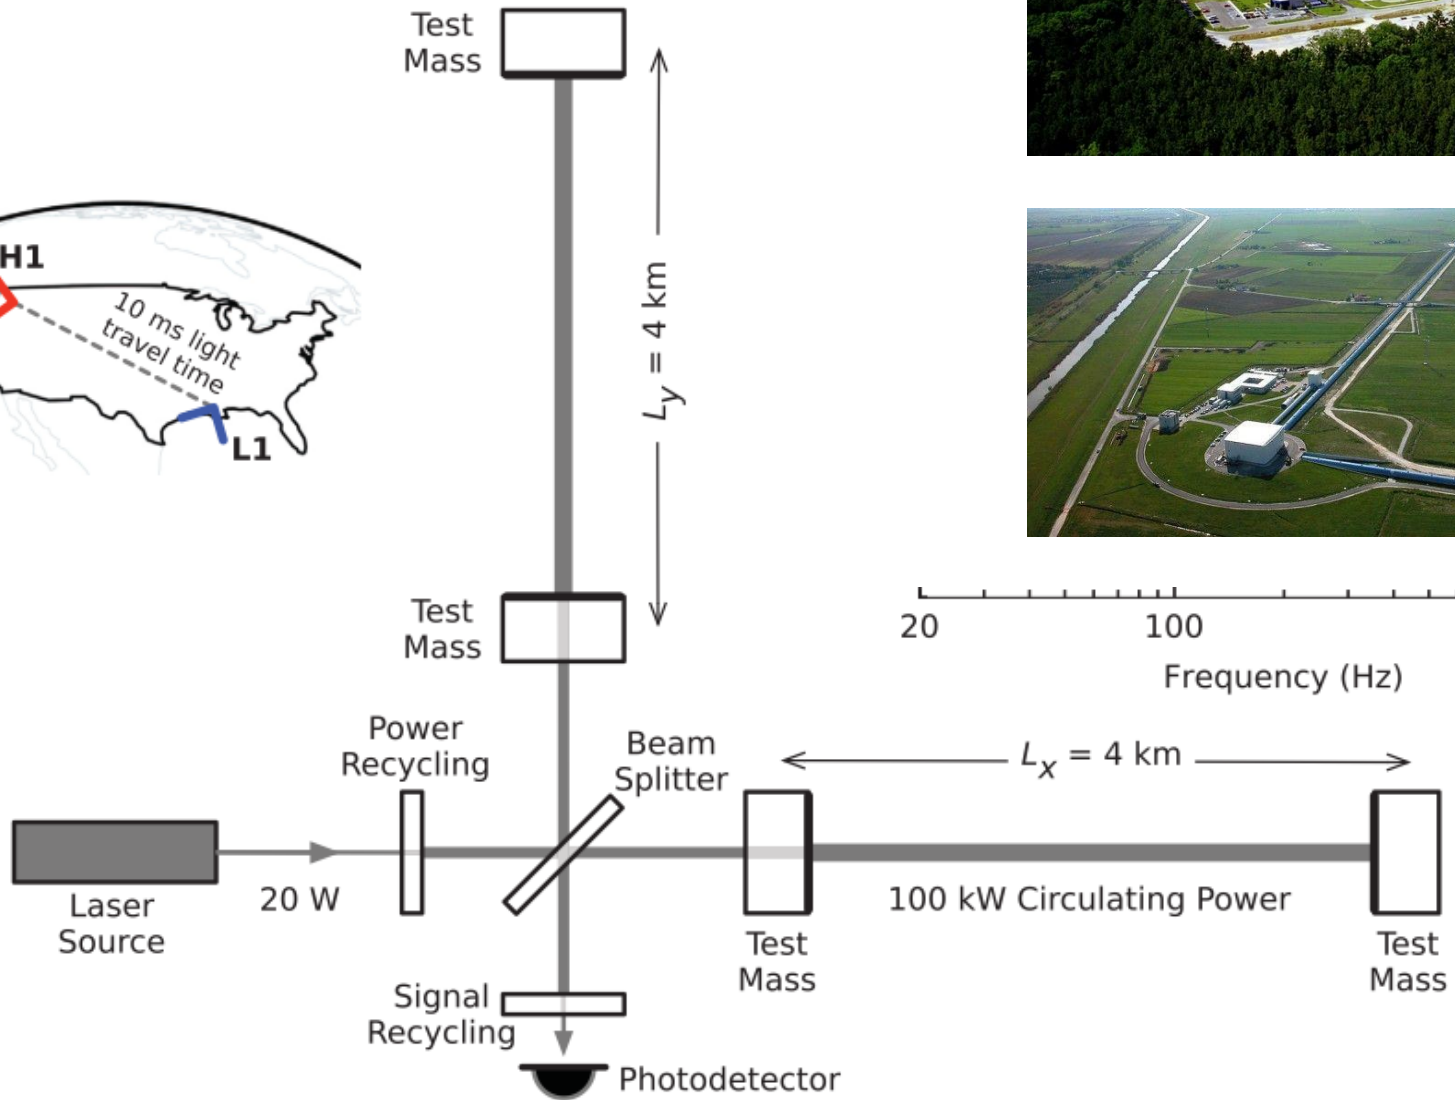 Test
Mass
H1
10 ms light
travel time
L1
Ly = 4 km
Test
Mass
20
100
Frequency (Hz)
Power
Recycling
Beam
Splitter
Lx = 4 km
Laser
Source
20 W
100 kW Circulating Power
Test
Mass
Test
Mass
Signal
Recycling
Photodetector